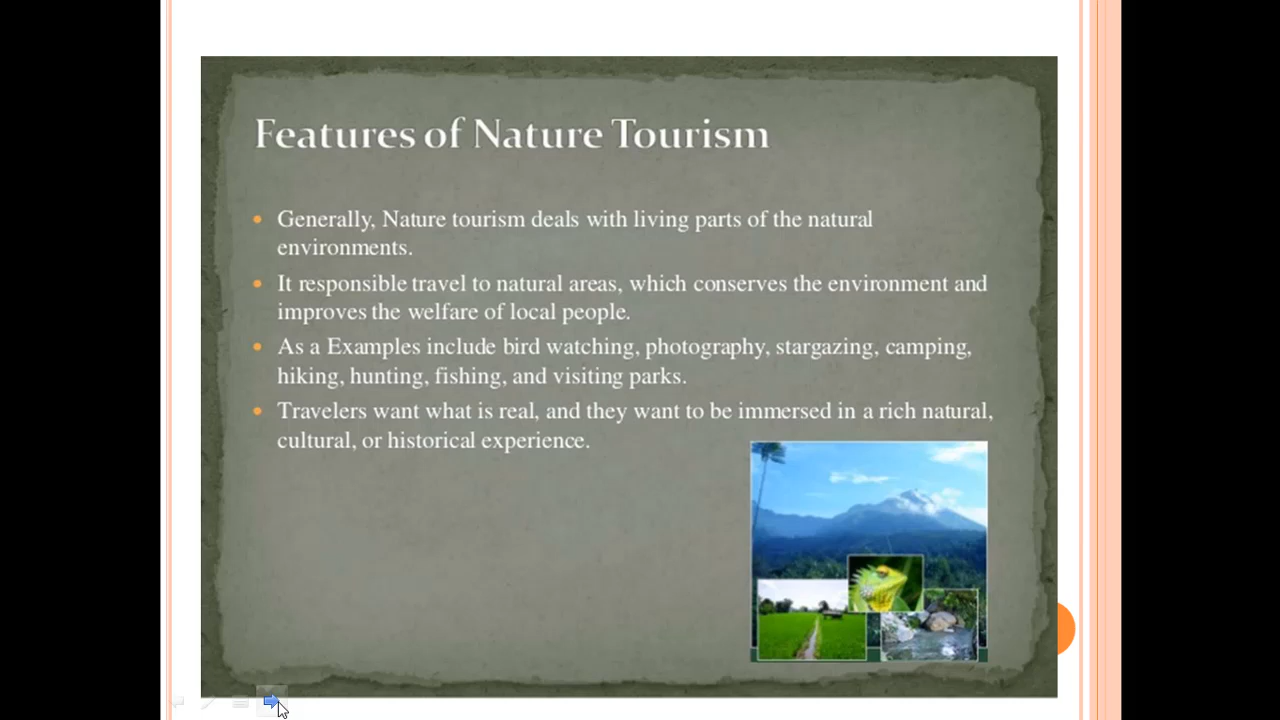 Features of Nature Tourism
• Generally, Nature tourism deals with living parts of the natural
environments.
• It responsible travel to natural areas, which conserves the environment and
improves the welfare of local people.
• As a Examples include bird watching, photography, stargazing, camping,
hiking, hunting, fishing, and visiting parks.
• Travelers want what is real, and they want to be immersed in a rich natural,
cultural, or historical experience.